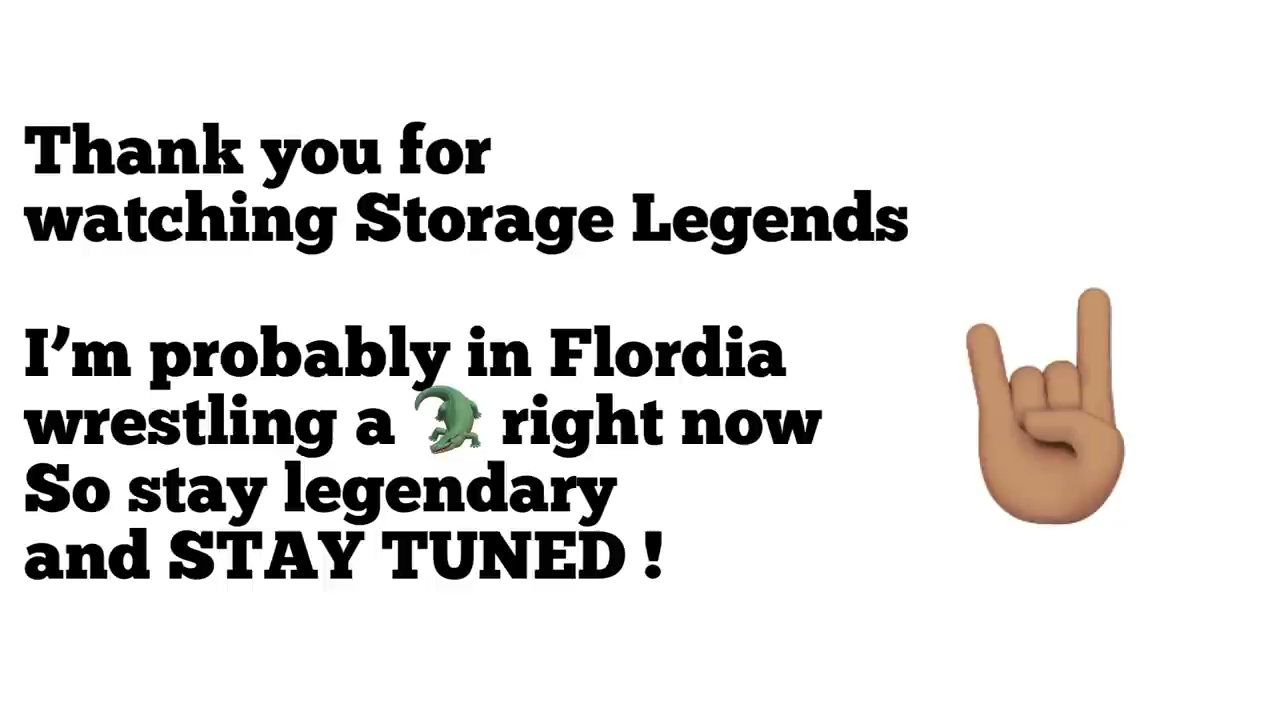 Thank you for
watching Storage Legends
I’m probably in Flordia
wrestling a 🐊 right now
So stay legendary
and STAY TUNED !